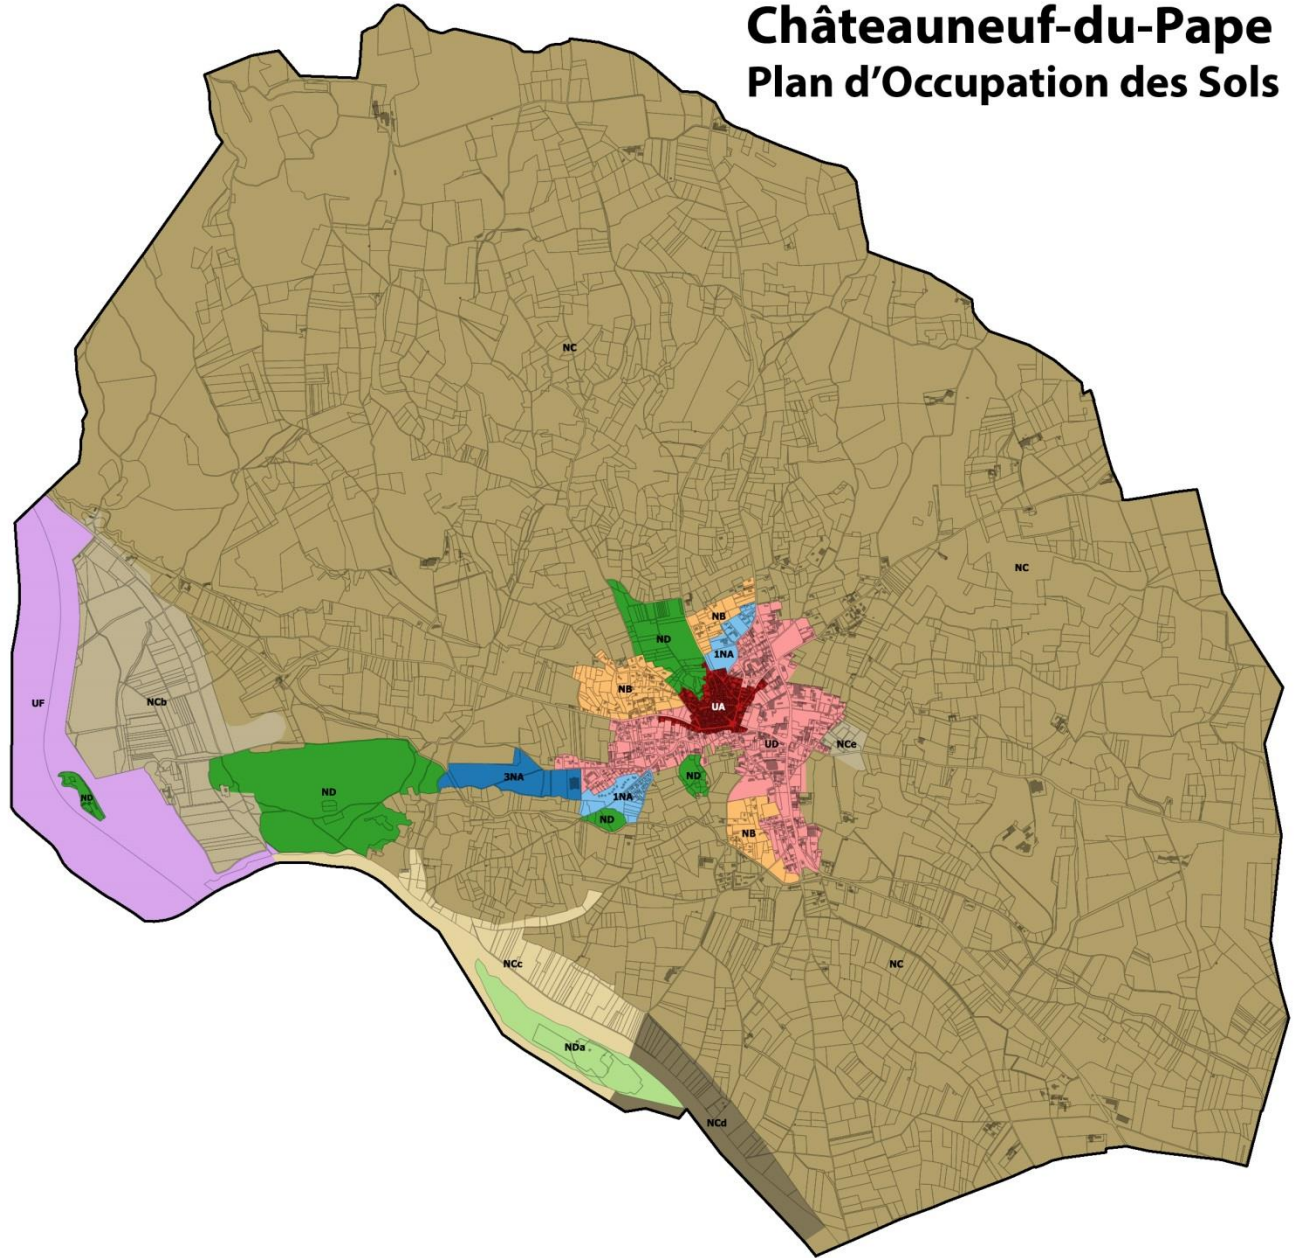 Châteauneuf-du-Pape
Plan d'Occupation des Sols
NC
NC
NB
ND
1NA
NB
UF
NCb
UA
UD
NCe
ND
3NA
ND
ND
1NA
ND
NB
NCc
NC
NDa
NCd